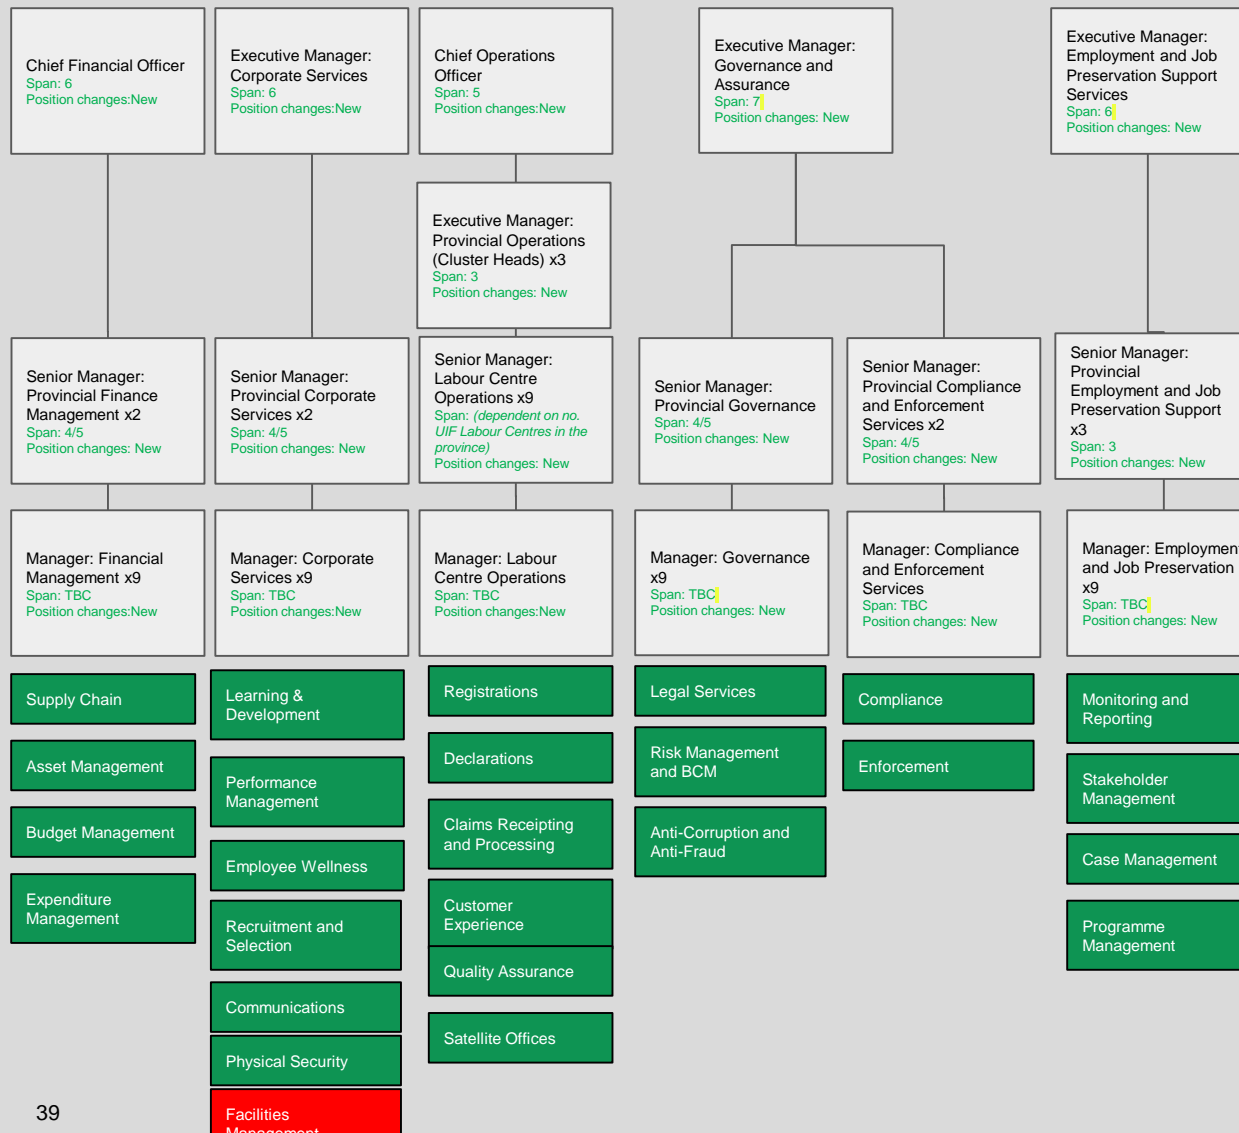 Chief Financial Officer
Span: 6
Position changes:New
Executive Manager:
Corporate Services
Span: 6
Position changes:New
Chief Operations
Officer
Span: 5
Position changes:New
Executive Manager:
Governance and
Assurance
Span: 7
Position changes: New
Executive Manager:
Employment and Job
Preservation Support
Services
Span: 6
Position changes: New
Executive Manager:
Provincial Operations
(Cluster Heads) x3
Span: 3
Position changes: New
Senior Manager:
Provincial Finance
Management x2
Span: 4/5
Position changes: New
Senior Manager:
Provincial Corporate
Services x2
Span: 4/5
Position changes: New
Senior Manager:
Labour Centre
Operations x9
Span: (dependent on no.
UIF Labour Centres in the
province)
Position changes: New
Senior Manager:
Provincial Governance
Span: 4/5
Position changes: New
Senior Manager:
Provincial Compliance
and Enforcement
Services x2
Span: 4/5
Position changes: New
Senior Manager:
Provincial
Employment and Job
Preservation Support
x3
Span: 3
Position changes: New
Manager: Financial
Management x9
Span: TBC
Position changes:New
Manager: Corporate
Services x9
Span: TBC
Position changes:New
Manager: Labour
Centre Operations
Span: TBC
Position changes:New
Manager: Governance
x9
Span: TBC
Position changes: New
Manager: Compliance
and Enforcement
Services
Span: TBC
Position changes: New
Manager: Employment
and Job Preservation
x9
Span: TBC
Position changes: New
Supply Chain
Asset Management
Budget Management
Expenditure
Management
Learning &
Development
Performance
Management
Employee Wellness
Recruitment and
Selection
Communications
Physical Security
Facilities
Management
Registrations
Declarations
Claims Receipting
and Processing
Customer
Experience
Quality Assurance
Satellite Offices
Legal Services
Risk Management
and BCM
Anti-Corruption and
Anti-Fraud
Compliance
Enforcement
Monitoring and
Reporting
Stakeholder
Management
Case Management
Programme
Management
39